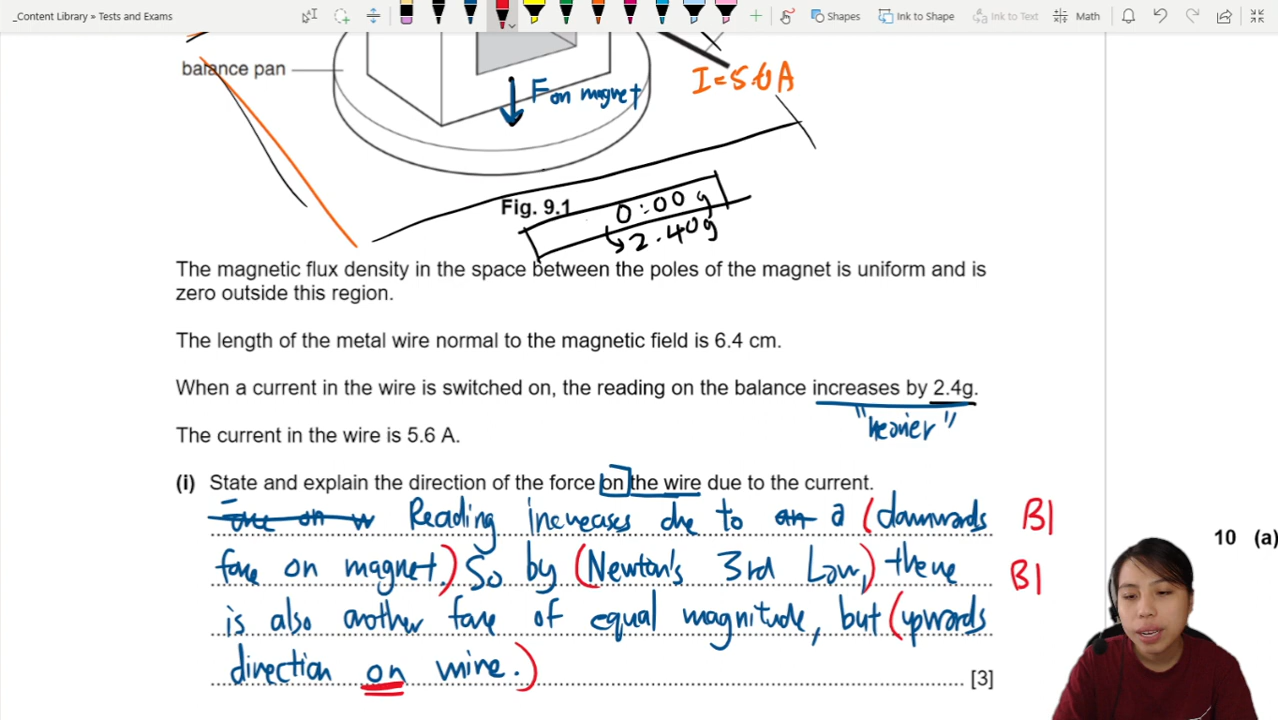 _Content Library » Tests and Exams
Shapes
Ink to Shape
Ink to Text
Math
balance pan
I = 5.6 A
F on magnet
Fig. 9.1
0.00 g
2.40g
The magnetic flux density in the space between the poles of the magnet is uniform and is
zero outside this region.
The length of the metal wire normal to the magnetic field is 6.4 cm.
When a current in the wire is switched on, the reading on the balance increases by 2.4g.
"heavier"
The current in the wire is 5.6 A.
(i) State and explain the direction of the force on the wire due to the current.
Reading increases due to an a (downwards B1
force on magnet.) So by (Newton's 3rd Law,) there B1
is also another force of equal magnitude, but (upwards
direction on wire.)
[3]
10 (a)